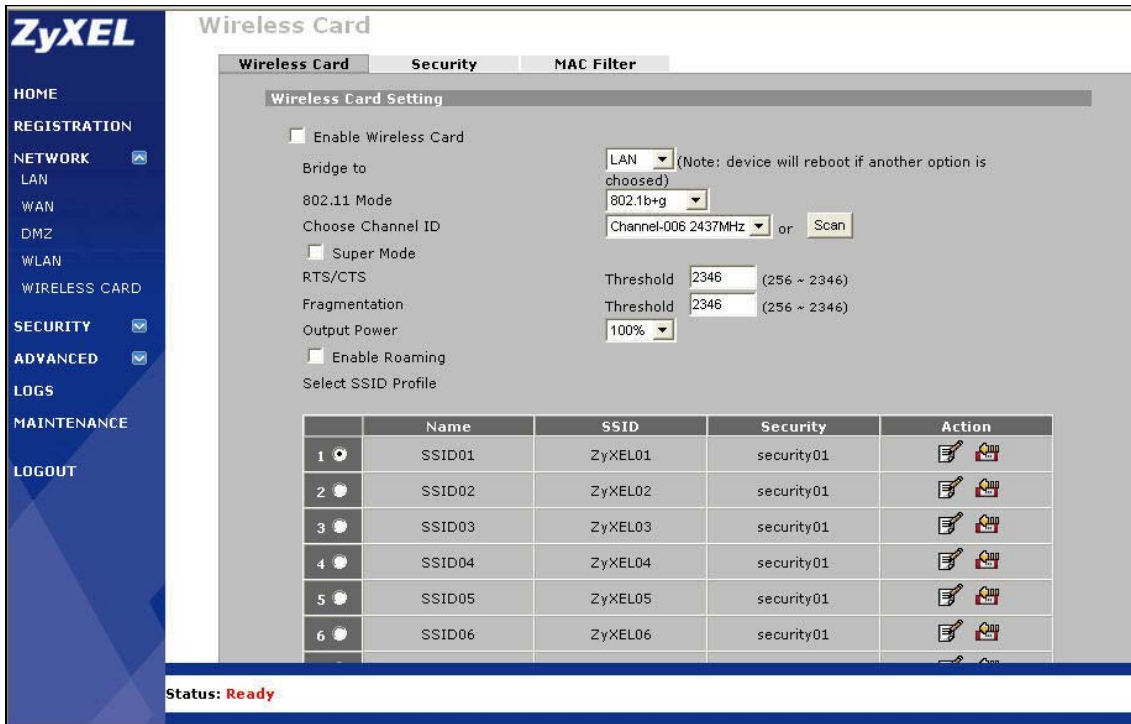 ZyXEL
HOME
REGISTRATION
NETWORK
LAN
WAN
DMZ
WLAN
WIRELESS CARD
SECURITY
ADVANCED
LOGS
MAINTENANCE
LOGOUT
Wireless Card
Wireless Card Security MAC Filter
Wireless Card Setting
Enable Wireless Card
Bridge to LAN (Note: device will reboot if another option is
choosed)
802.11 Mode 802.1b+g
Choose Channel ID Channel-006 2437MHz or Scan
Super Mode
RTS/CTS Threshold 2346 (256 ~ 2346)
Fragmentation Threshold 2346 (256 ~ 2346)
Output Power 100%
Enable Roaming
Select SSID Profile
Name SSID Security Action
1 SSID01 ZyXEL01 security01
2 SSID02 ZyXEL02 security01
3 SSID03 ZyXEL03 security01
4 SSID04 ZyXEL04 security01
5 SSID05 ZyXEL05 security01
6 SSID06 ZyXEL06 security01
Status: Ready